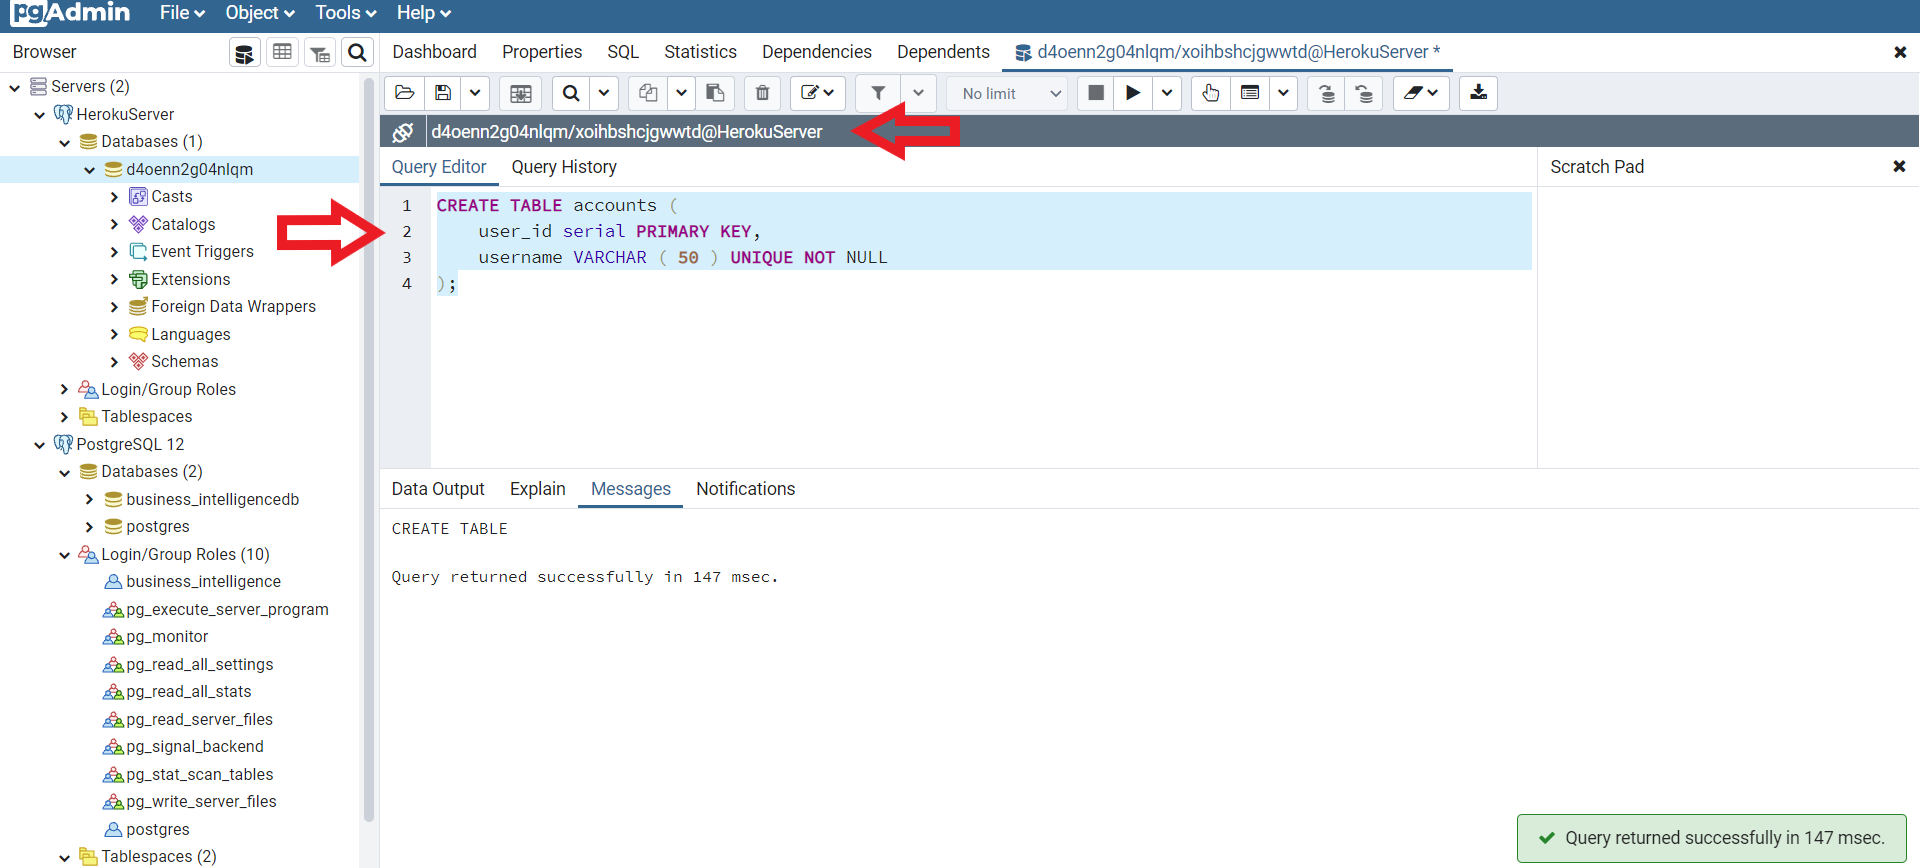 pgAdmin File Object Tools Help
Browser
Dashboard Properties SQL Statistics Dependencies Dependents d4oenn2g04nlqm/xoihbshcjgwwtd@HerokuServer *
No limit
d4oenn2g04nlqm/xoihbshcjgwwtd@HerokuServer
Servers (2)
HerokuServer
Databases (1)
d4oenn2g04nlqm
Casts
Catalogs
Event Triggers
Extensions
Foreign Data Wrappers
Languages
Schemas
Login/Group Roles
Tablespaces
PostgreSQL 12
Databases (2)
business_intelligencedb
postgres
Login/Group Roles (10)
business_intelligence
pg_execute_server_program
pg_monitor
pg_read_all_settings
pg_read_all_stats
pg_read_server_files
pg_signal_backend
pg_stat_scan_tables
pg_write_server_files
postgres
Tablespaces (2)
Query Editor Query History
Scratch Pad
1 CREATE TABLE accounts (
2 user_id serial PRIMARY KEY,
3 username VARCHAR ( 50 ) UNIQUE NOT NULL
4 );
Data Output Explain Messages Notifications
CREATE TABLE
Query returned successfully in 147 msec.
Query returned successfully in 147 msec.